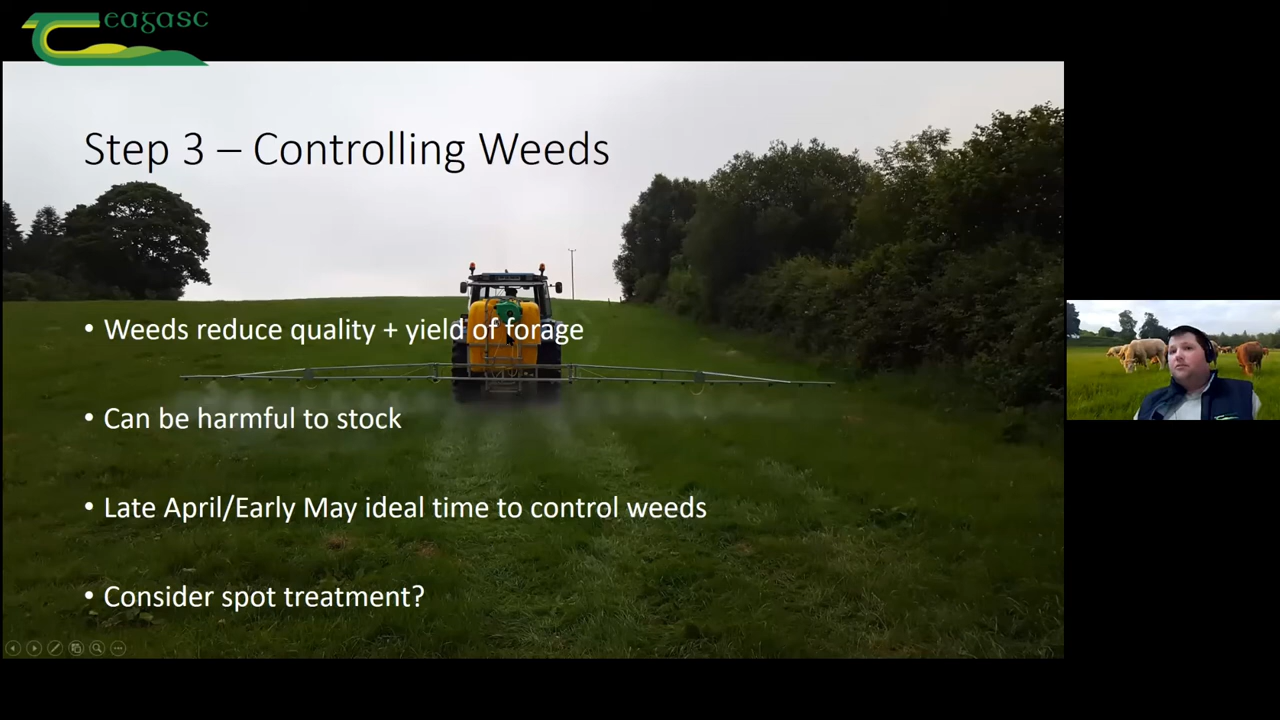 eagasc
Step 3 – Controlling Weeds
• Weeds reduce quality + yield of forage
• Can be harmful to stock
• Late April/Early May ideal time to control weeds
• Consider spot treatment?